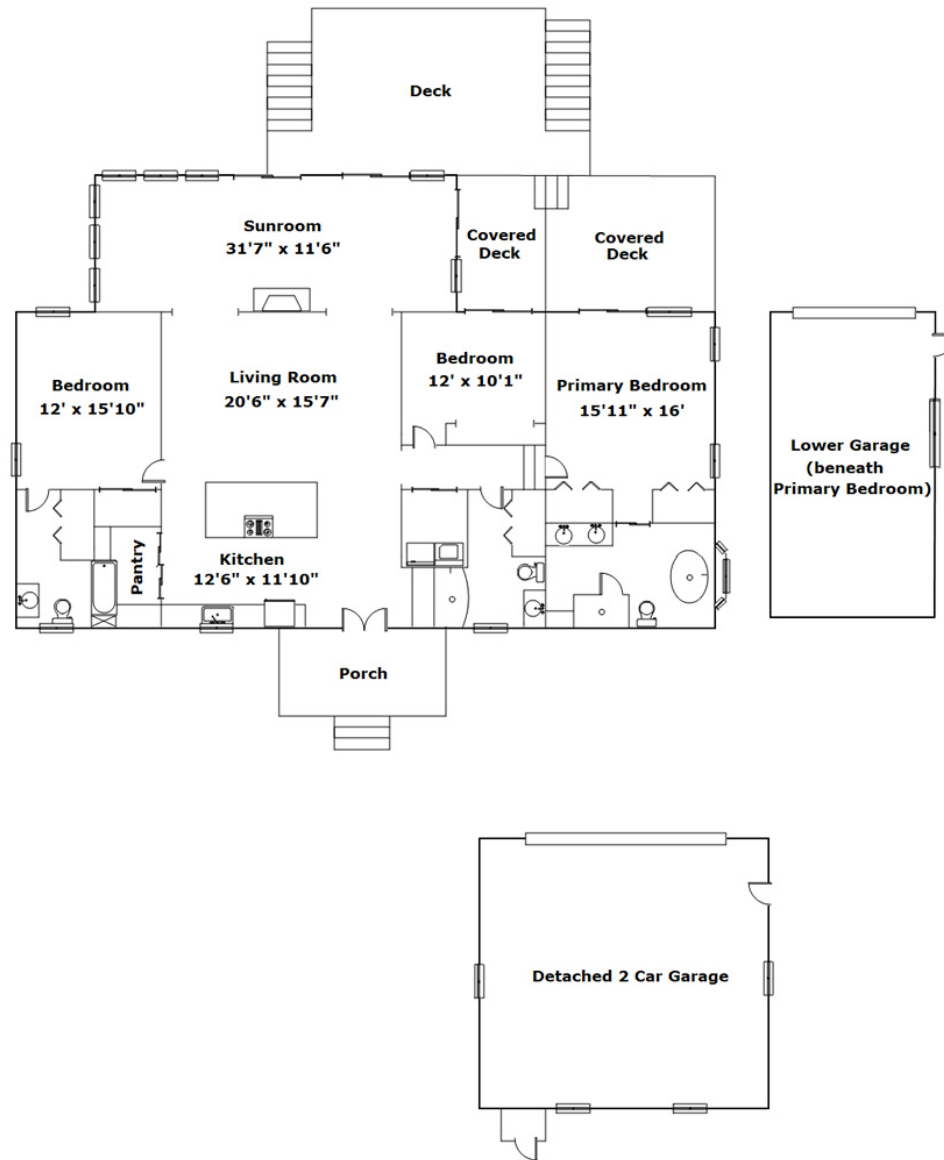 Deck
Sunroom
31'7" x 11'6"
Covered
Deck
Covered
Deck
Bedroom
12' x 15'10"
Living Room
20'6" x 15'7"
Bedroom
12' x 10'1"
Primary Bedroom
15'11" x 16'
Lower Garage
(beneath
Primary Bedroom)
Pantry
Kitchen
12'6" x 11'10"
Porch
Detached 2 Car Garage